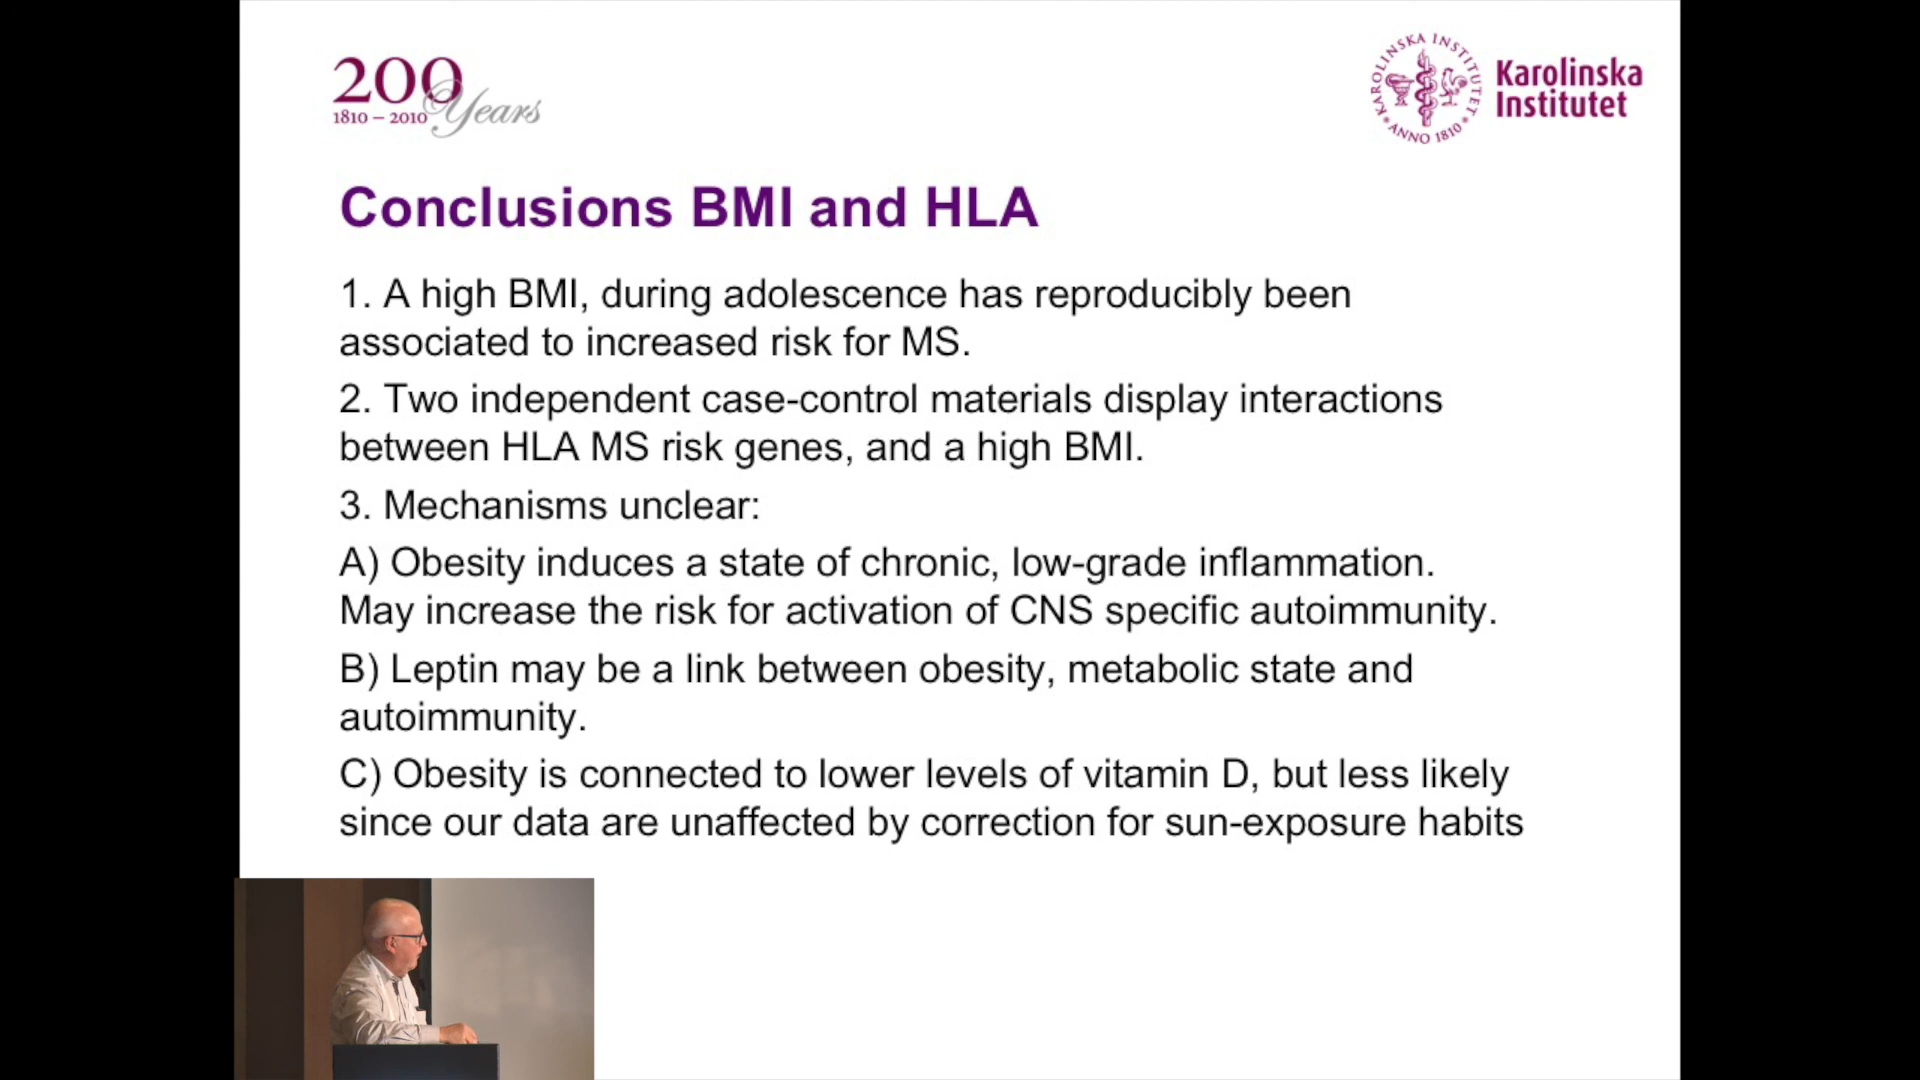 200 Years
1810 – 2010
KAROLINSKA INSTITUTET
ANNO 1810
Karolinska
Institutet
Conclusions BMI and HLA
1. A high BMI, during adolescence has reproducibly been
associated to increased risk for MS.
2. Two independent case-control materials display interactions
between HLA MS risk genes, and a high BMI.
3. Mechanisms unclear:
A) Obesity induces a state of chronic, low-grade inflammation.
May increase the risk for activation of CNS specific autoimmunity.
B) Leptin may be a link between obesity, metabolic state and
autoimmunity.
C) Obesity is connected to lower levels of vitamin D, but less likely
since our data are unaffected by correction for sun-exposure habits